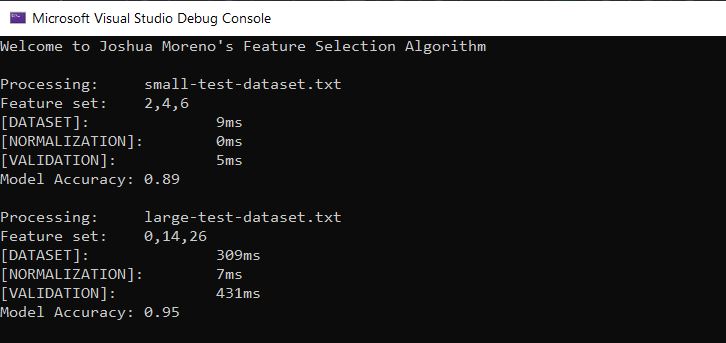 Microsoft Visual Studio Debug Console
Welcome to Joshua Moreno's Feature Selection Algorithm
Processing: small-test-dataset.txt
Feature set: 2,4,6
[DATASET]: 9ms
[NORMALIZATION]: 0ms
[VALIDATION]: 5ms
Model Accuracy: 0.89
Processing: large-test-dataset.txt
Feature set: 0,14,26
[DATASET]: 309ms
[NORMALIZATION]: 7ms
[VALIDATION]: 431ms
Model Accuracy: 0.95